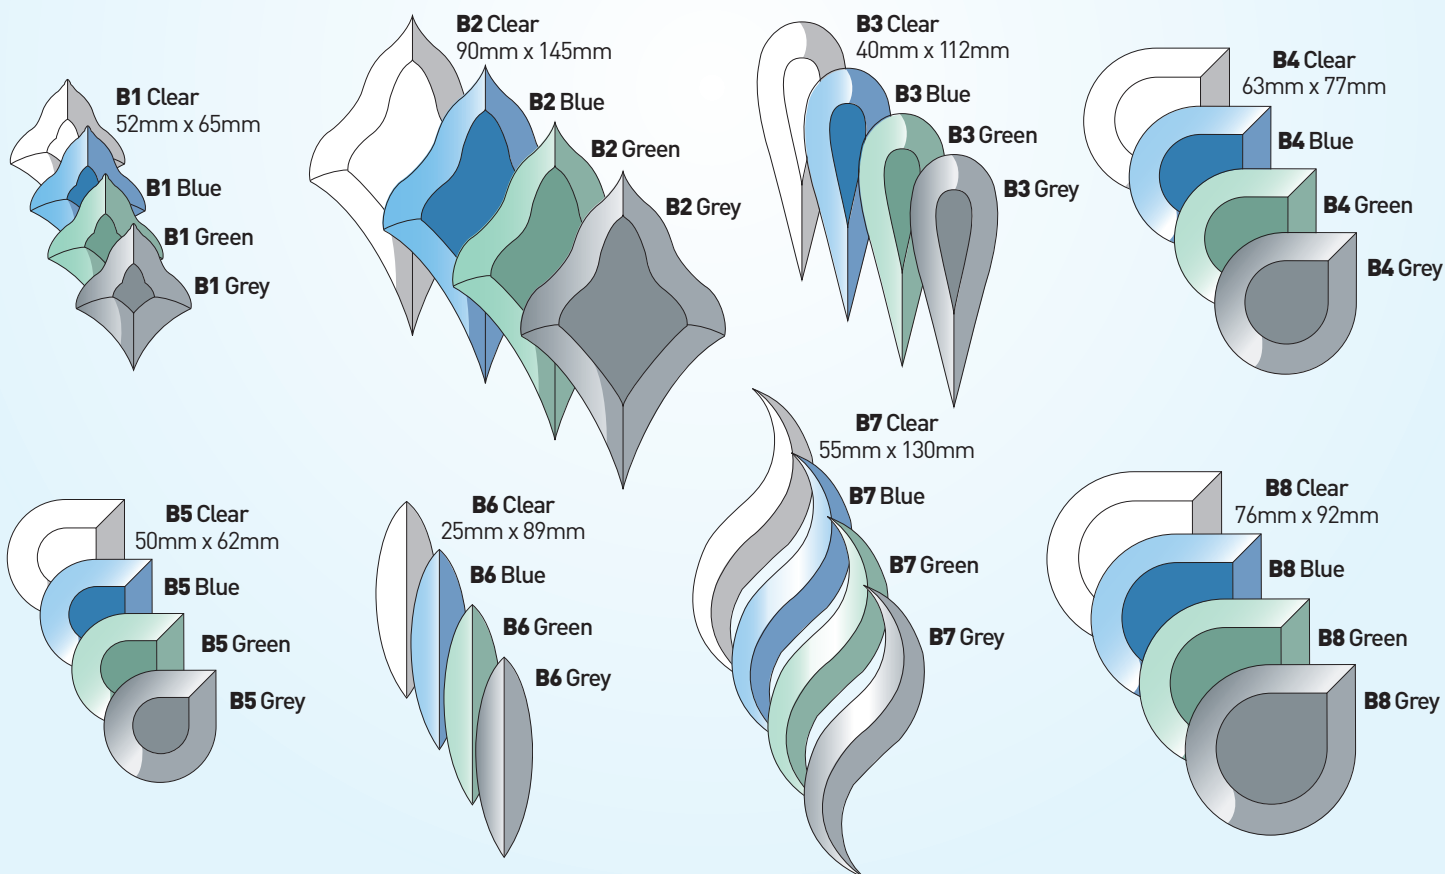 B1 Clear
52mm x 65mm
B1 Blue
B1 Green
B1 Grey
B2 Clear
90mm x 145mm
B2 Blue
B2 Green
B2 Grey
B3 Clear
40mm x 112mm
B3 Blue
B3 Green
B3 Grey
B4 Clear
63mm x 77mm
B4 Blue
B4 Green
B4 Grey
B5 Clear
50mm x 62mm
B5 Blue
B5 Green
B5 Grey
B6 Clear
25mm x 89mm
B6 Blue
B6 Green
B6 Grey
B7 Clear
55mm x 130mm
B7 Blue
B7 Green
B7 Grey
B8 Clear
76mm x 92mm
B8 Blue
B8 Green
B8 Grey